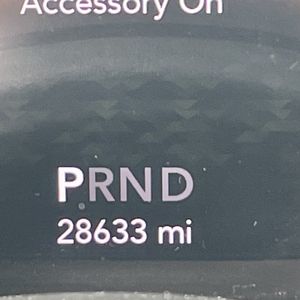 Accessory On
PRND
28633 mi